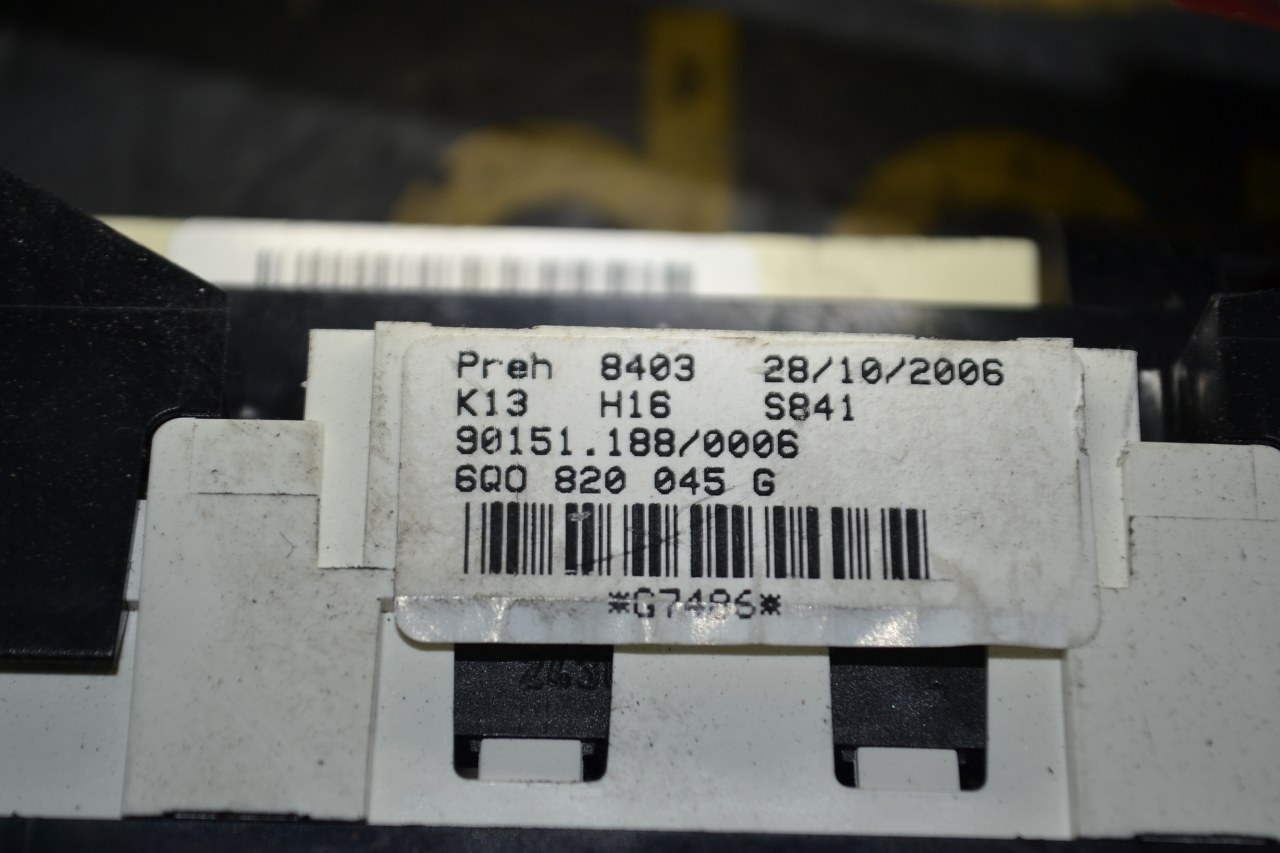 Preh 8403 28/10/2006
K13 H16 S841
90151.188/0006
6Q0 820 045 G
*G7486*